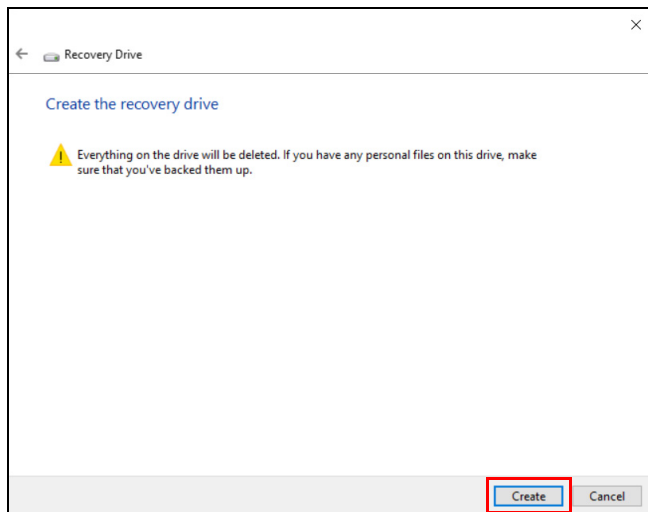 Recovery Drive
Create the recovery drive
Everything on the drive will be deleted. If you have any personal files on this drive, make
sure that you've backed them up.
Create
Cancel